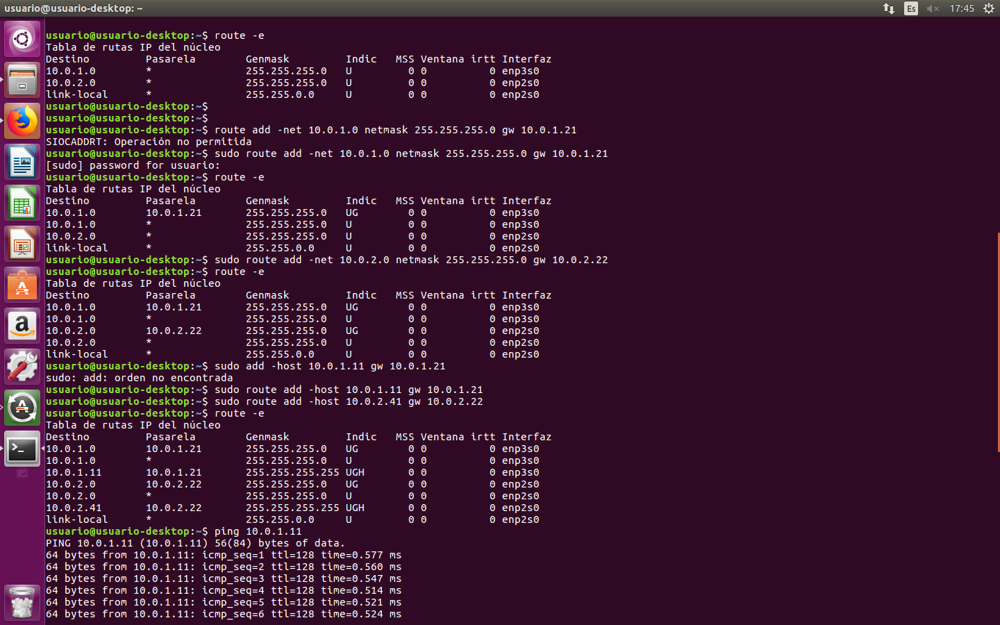 usuario@usuario-desktop: ~
Es
17:45
usuario@usuario-desktop:~$ route -e
Tabla de rutas IP del núcleo
Destino Pasarela Genmask Indic MSS Ventana irtt Interfaz
10.0.1.0 * 255.255.255.0 U 0 0 0 enp3s0
10.0.2.0 * 255.255.255.0 U 0 0 0 enp2s0
link-local * 255.255.0.0 U 0 0 0 enp2s0
usuario@usuario-desktop:~$
usuario@usuario-desktop:~$
usuario@usuario-desktop:~$ route add -net 10.0.1.0 netmask 255.255.255.0 gw 10.0.1.21
SIOCADDRT: Operación no permitida
usuario@usuario-desktop:~$ sudo route add -net 10.0.1.0 netmask 255.255.255.0 gw 10.0.1.21
[sudo] password for usuario:
usuario@usuario-desktop:~$ route -e
Tabla de rutas IP del núcleo
Destino Pasarela Genmask Indic MSS Ventana irtt Interfaz
10.0.1.0 10.0.1.21 255.255.255.0 UG 0 0 0 enp3s0
10.0.1.0 * 255.255.255.0 U 0 0 0 enp3s0
10.0.2.0 * 255.255.255.0 U 0 0 0 enp2s0
link-local * 255.255.0.0 U 0 0 0 enp2s0
usuario@usuario-desktop:~$ sudo route add -net 10.0.2.0 netmask 255.255.255.0 gw 10.0.2.22
usuario@usuario-desktop:~$ route -e
Tabla de rutas IP del núcleo
Destino Pasarela Genmask Indic MSS Ventana irtt Interfaz
10.0.1.0 10.0.1.21 255.255.255.0 UG 0 0 0 enp3s0
10.0.1.0 * 255.255.255.0 U 0 0 0 enp3s0
10.0.2.0 10.0.2.22 255.255.255.0 UG 0 0 0 enp2s0
10.0.2.0 * 255.255.255.0 U 0 0 0 enp2s0
link-local * 255.255.0.0 U 0 0 0 enp2s0
usuario@usuario-desktop:~$ sudo add -host 10.0.1.11 gw 10.0.1.21
sudo: add: orden no encontrada
usuario@usuario-desktop:~$ sudo route add -host 10.0.1.11 gw 10.0.1.21
usuario@usuario-desktop:~$ sudo route add -host 10.0.2.41 gw 10.0.2.22
usuario@usuario-desktop:~$ route -e
Tabla de rutas IP del núcleo
Destino Pasarela Genmask Indic MSS Ventana irtt Interfaz
10.0.1.0 10.0.1.21 255.255.255.0 UG 0 0 0 enp3s0
10.0.1.0 * 255.255.255.0 U 0 0 0 enp3s0
10.0.1.11 10.0.1.21 255.255.255.255 UGH 0 0 0 enp3s0
10.0.2.0 10.0.2.22 255.255.255.0 UG 0 0 0 enp2s0
10.0.2.0 * 255.255.255.0 U 0 0 0 enp2s0
10.0.2.41 10.0.2.22 255.255.255.255 UGH 0 0 0 enp2s0
link-local * 255.255.0.0 U 0 0 0 enp2s0
usuario@usuario-desktop:~$ ping 10.0.1.11
PING 10.0.1.11 (10.0.1.11) 56(84) bytes of data.
64 bytes from 10.0.1.11: icmp_seq=1 ttl=128 time=0.577 ms
64 bytes from 10.0.1.11: icmp_seq=2 ttl=128 time=0.560 ms
64 bytes from 10.0.1.11: icmp_seq=3 ttl=128 time=0.547 ms
64 bytes from 10.0.1.11: icmp_seq=4 ttl=128 time=0.514 ms
64 bytes from 10.0.1.11: icmp_seq=5 ttl=128 time=0.521 ms
64 bytes from 10.0.1.11: icmp_seq=6 ttl=128 time=0.524 ms